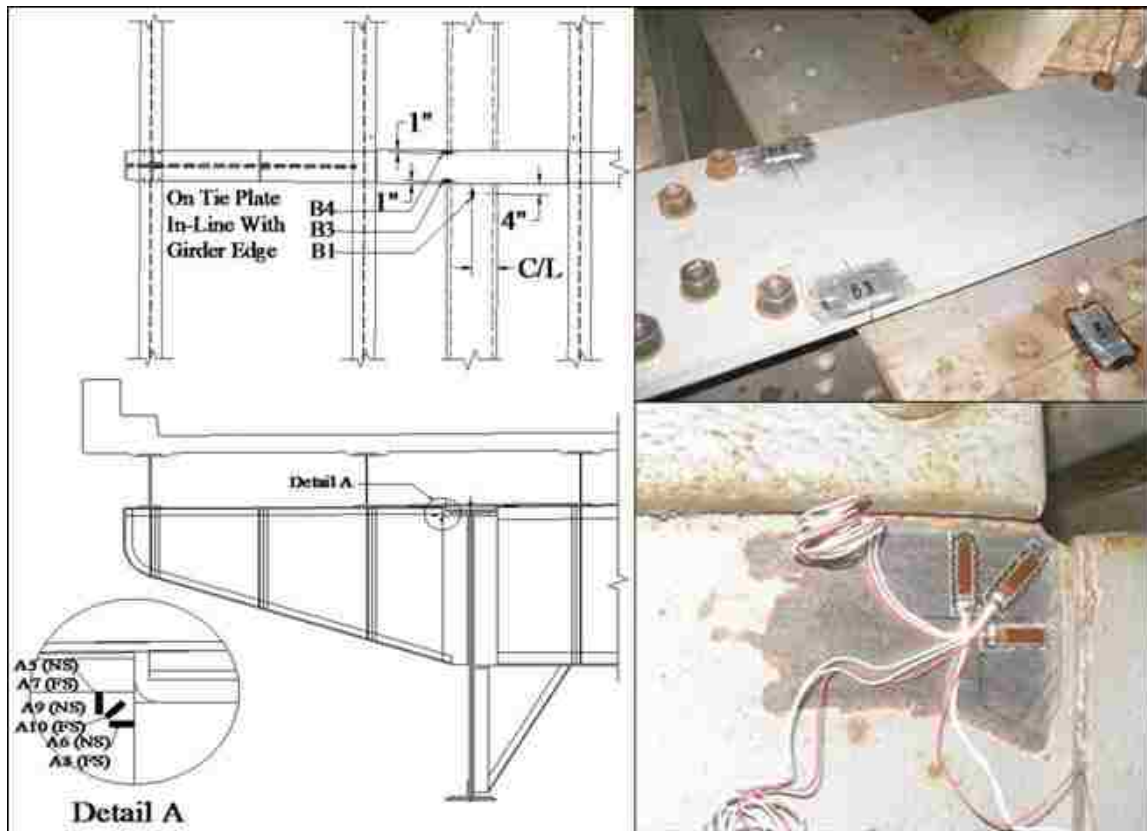 1"
On Tie Plate
B4
1"
In-Line With
B3
4"
Girder Edge
B1
C/L
Detail A
A5 (NS)
A7 (FS)
A9 (NS)
A10 (FS)
A6 (NS)
A8 (FS)
Detail A
B3